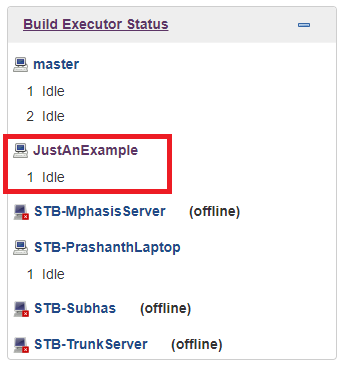 Build Executor Status
master
1 Idle
2 Idle
JustAnExample
1 Idle
STB-MphasisServer (offline)
STB-PrashanthLaptop
1 Idle
STB-Subhas (offline)
STB-TrunkServer (offline)